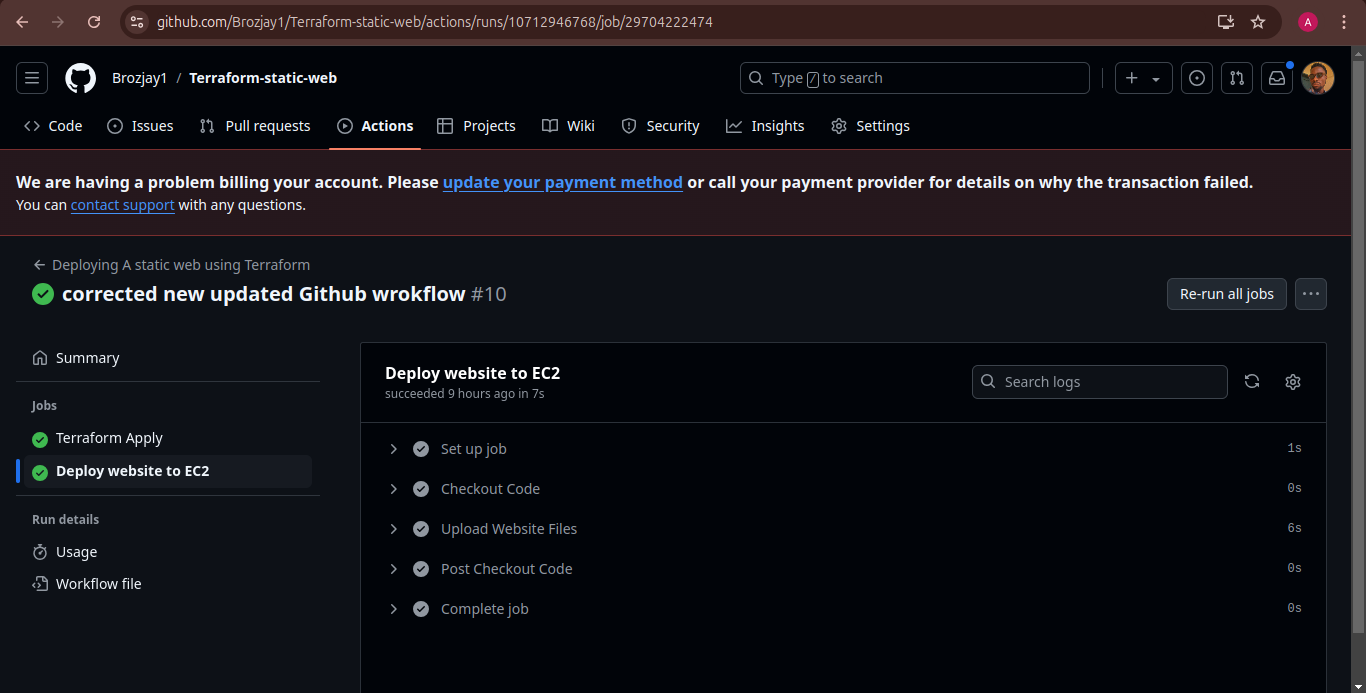 github.com/Brozjay1/Terraform-static-web/actions/runs/10712946768/job/29704222474
A
Brozjay1 / Terraform-static-web
Type / to search
Code Issues Pull requests Actions Projects Wiki Security Insights Settings
We are having a problem billing your account. Please update your payment method or call your payment provider for details on why the transaction failed.
You can contact support with any questions.
Deploying A static web using Terraform
corrected new updated Github wrokflow #10
Re-run all jobs
Summary
Jobs
Terraform Apply
Deploy website to EC2
Run details
Usage
Workflow file
Deploy website to EC2
succeeded 9 hours ago in 7s
Search logs
Set up job 1s
Checkout Code 0s
Upload Website Files 6s
Post Checkout Code 0s
Complete job 0s